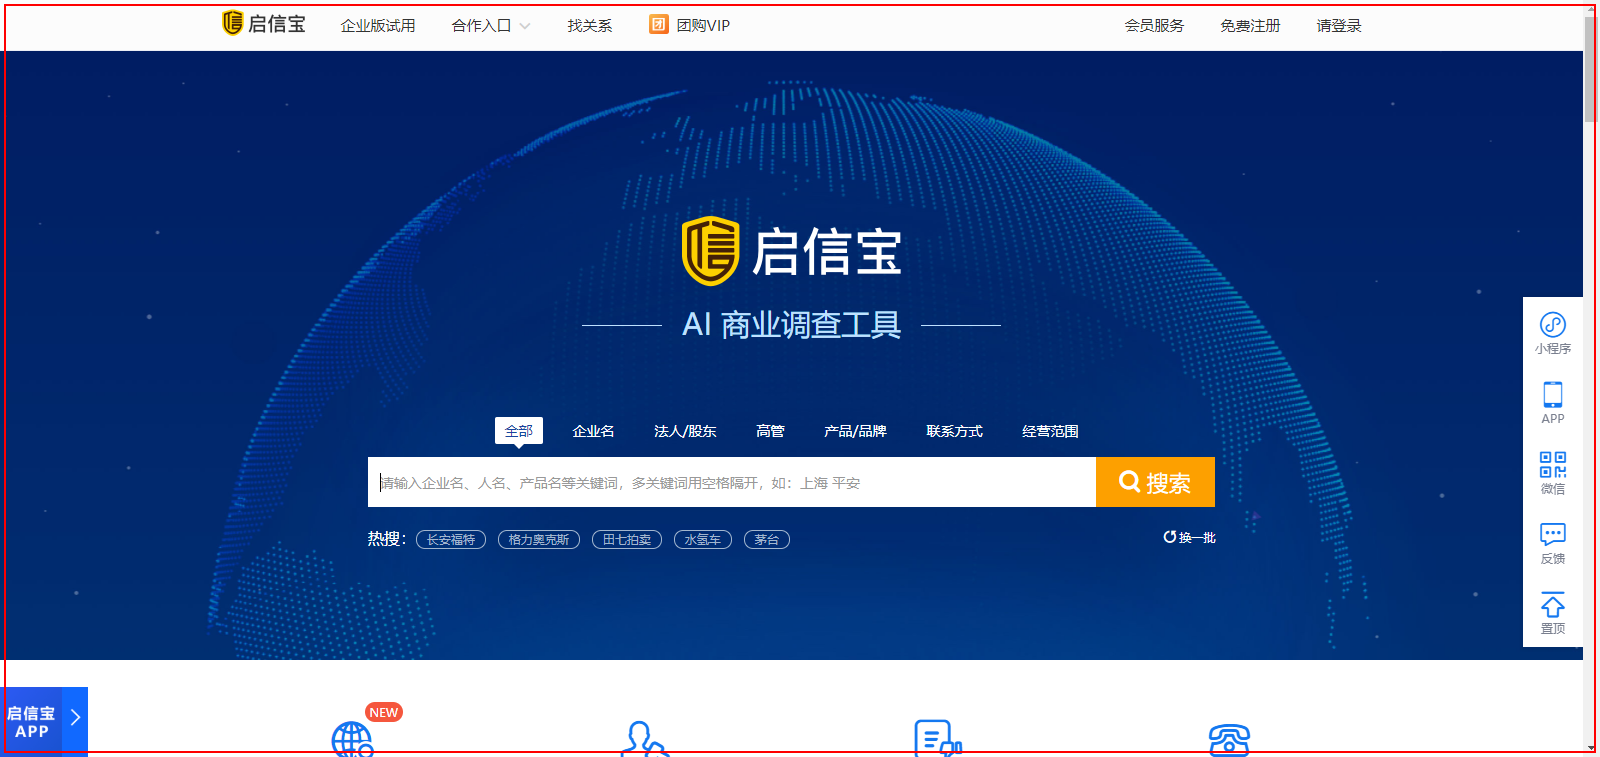 启信宝 企业版试用 合作入口 找关系 团 团购VIP 会员服务 免费注册 请登录
启信宝
AI 商业调查工具
全部 企业名 法人/股东 高管 产品/品牌 联系方式 经营范围
请输入企业名、人名、产品名等关键词，多关键词用空格隔开，如：上海 平安 搜索
热搜： 长安福特 格力奥克斯 田七拍卖 水氢车 茅台 换一批
小程序
APP
微信
反馈
置顶
启信宝
APP
NEW